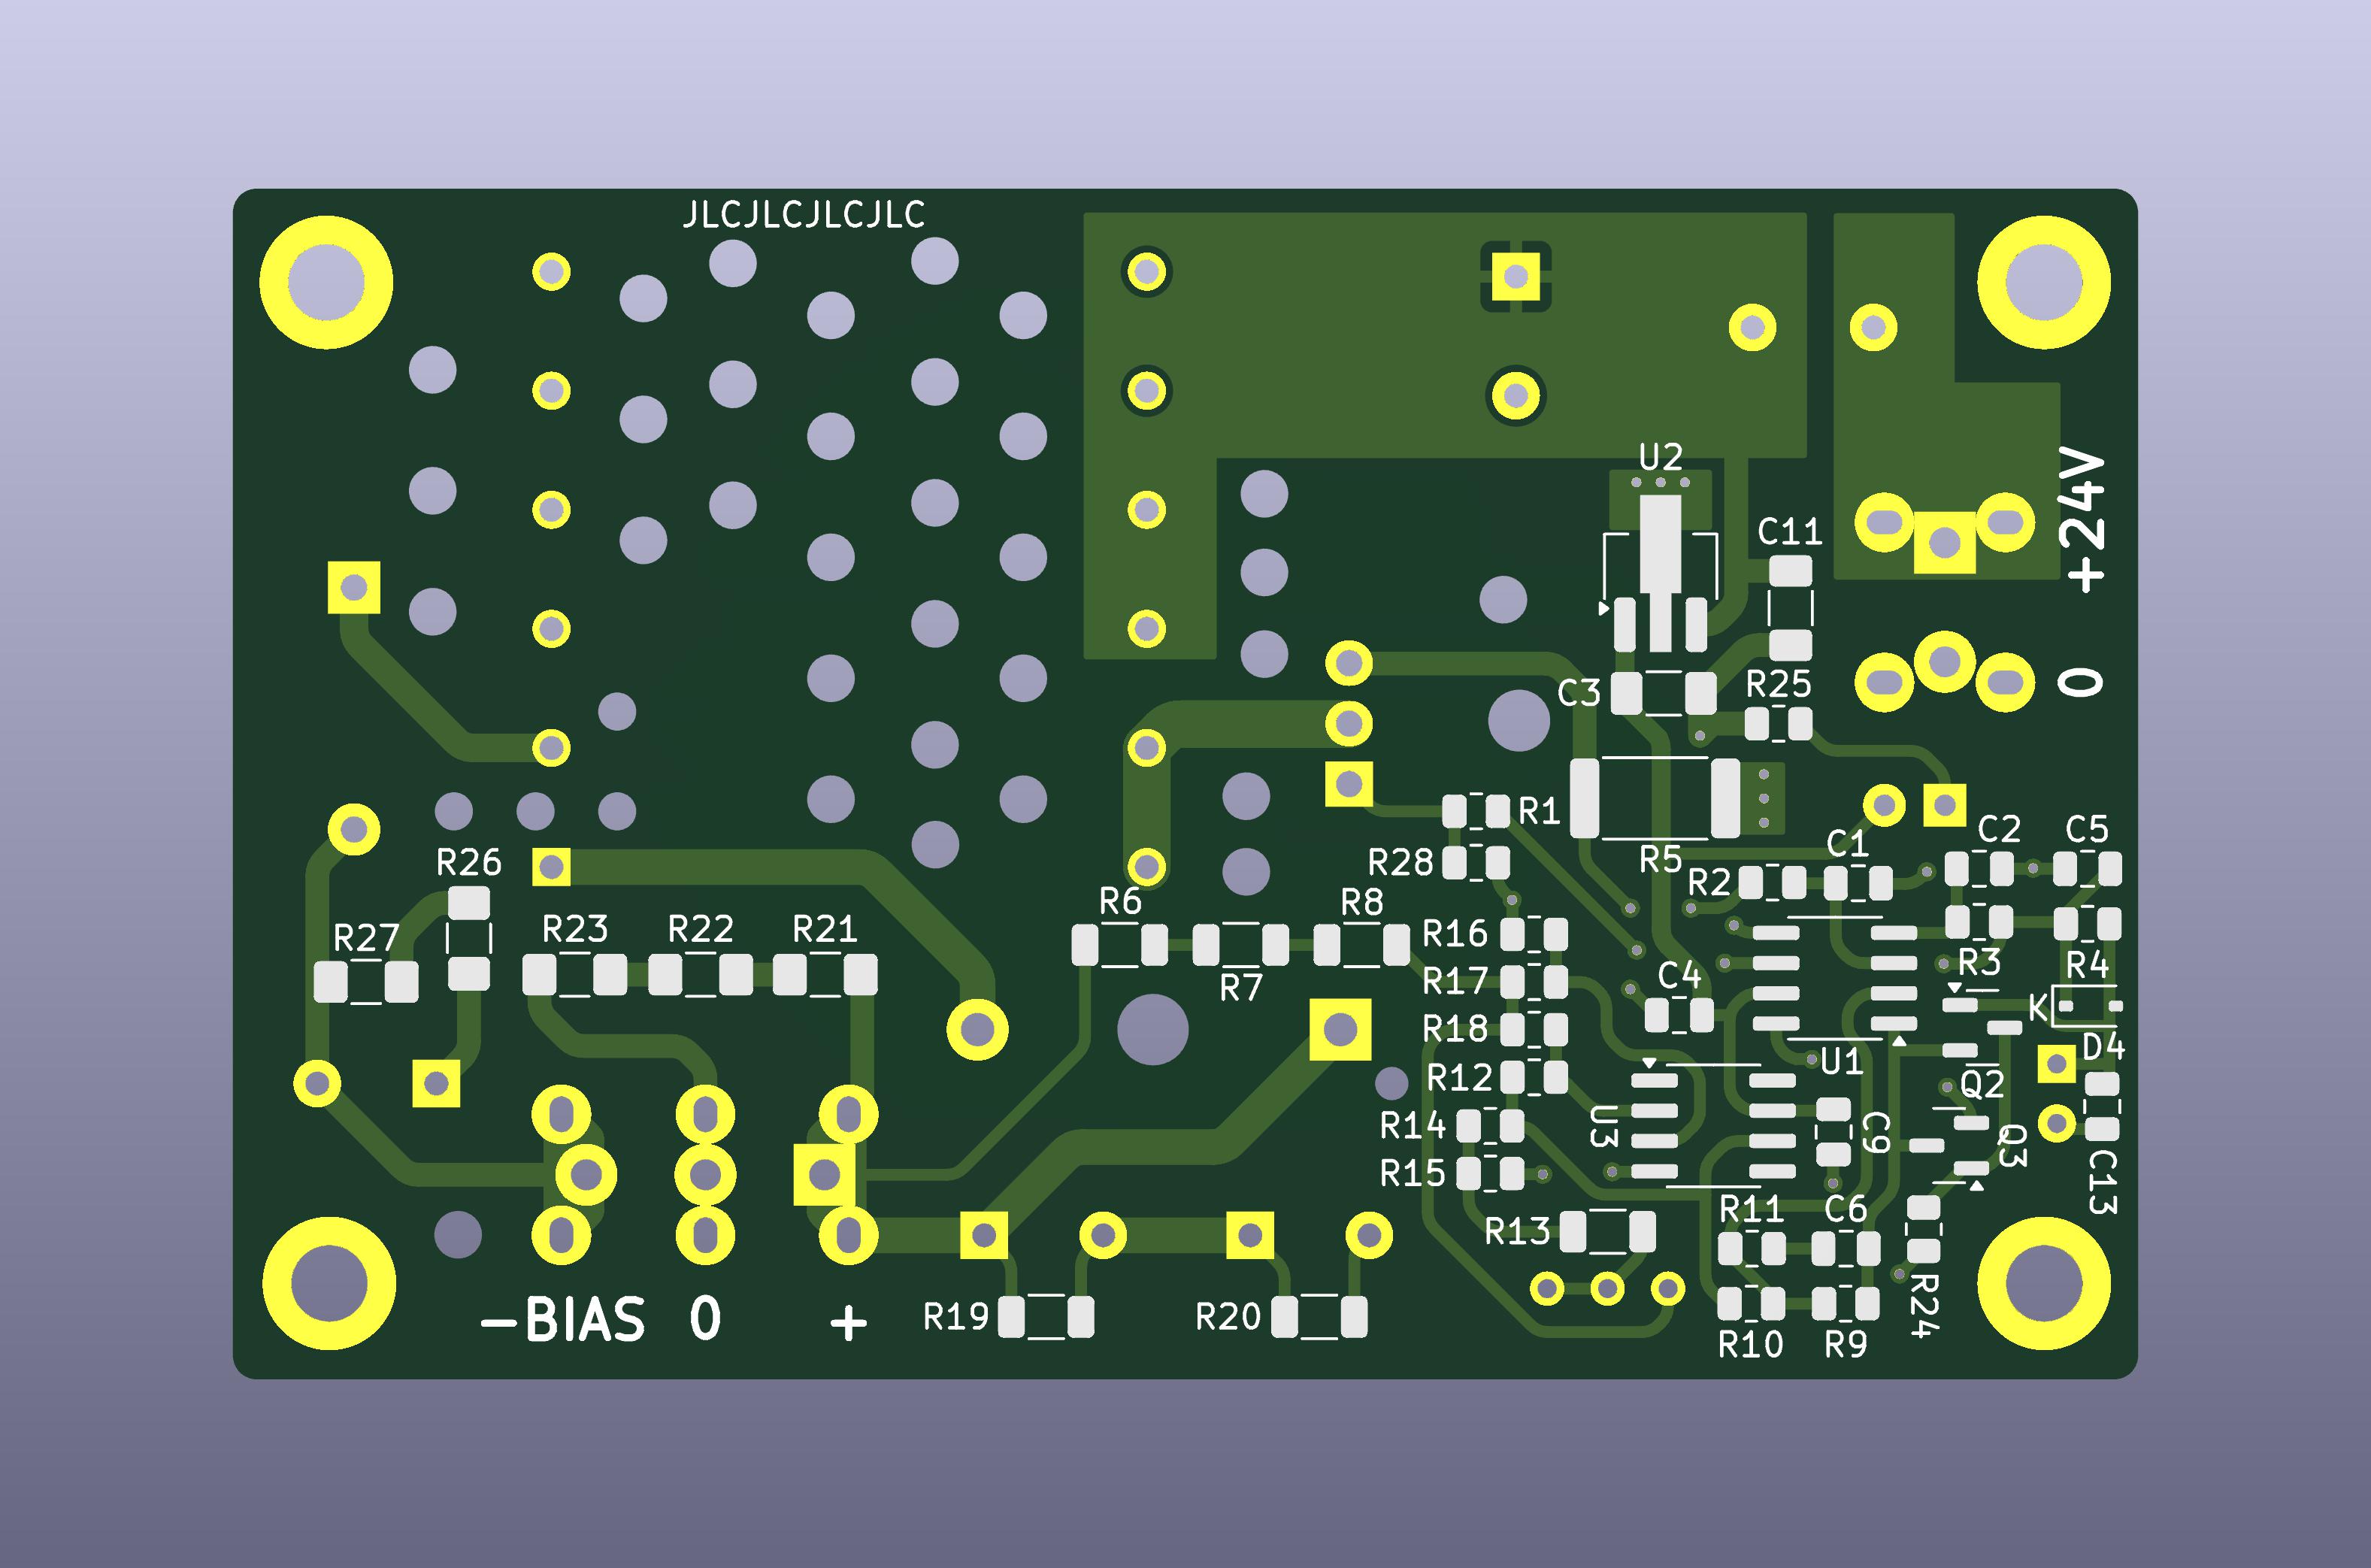 JLCJLCJLCJLC
U2
+24V
C11
C3
R25
0
R1
R5
C1
C2
C5
R26
R28
R2
R6
R8
R27
R23
R22
R21
R16
R3
R4
R7
R17
C4
K
R18
U1
D4
R12
Q2
R14
U3
C9
Q3
R15
C13
R13
R11
C6
-BIAS
0
+
R19
R20
R24
R10
R9